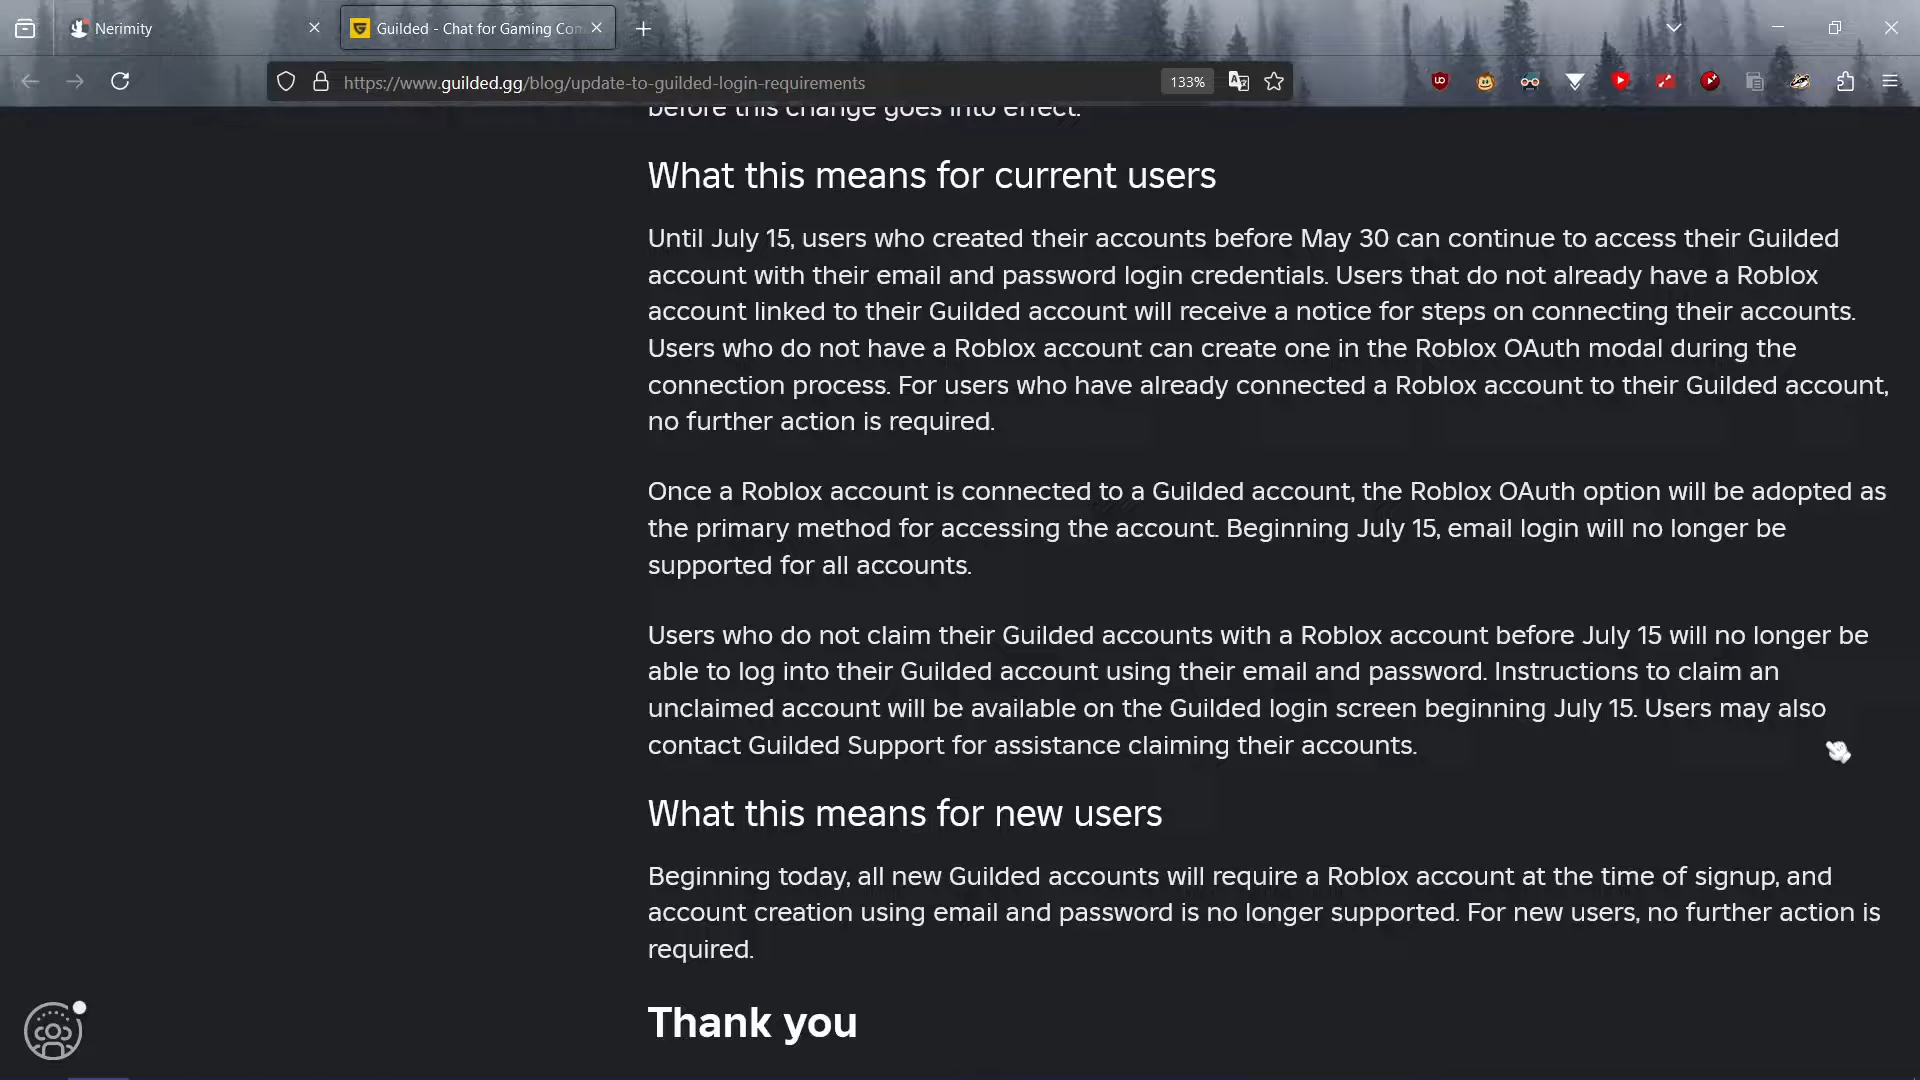 Nerimity
Guilded - Chat for Gaming Com
https://www.guilded.gg/blog/update-to-guilded-login-requirements
133%
before this change goes into effect.
What this means for current users
Until July 15, users who created their accounts before May 30 can continue to access their Guilded
account with their email and password login credentials. Users that do not already have a Roblox
account linked to their Guilded account will receive a notice for steps on connecting their accounts.
Users who do not have a Roblox account can create one in the Roblox OAuth modal during the
connection process. For users who have already connected a Roblox account to their Guilded account,
no further action is required.
Once a Roblox account is connected to a Guilded account, the Roblox OAuth option will be adopted as
the primary method for accessing the account. Beginning July 15, email login will no longer be
supported for all accounts.
Users who do not claim their Guilded accounts with a Roblox account before July 15 will no longer be
able to log into their Guilded account using their email and password. Instructions to claim an
unclaimed account will be available on the Guilded login screen beginning July 15. Users may also
contact Guilded Support for assistance claiming their accounts.
What this means for new users
Beginning today, all new Guilded accounts will require a Roblox account at the time of signup, and
account creation using email and password is no longer supported. For new users, no further action is
required.
Thank you